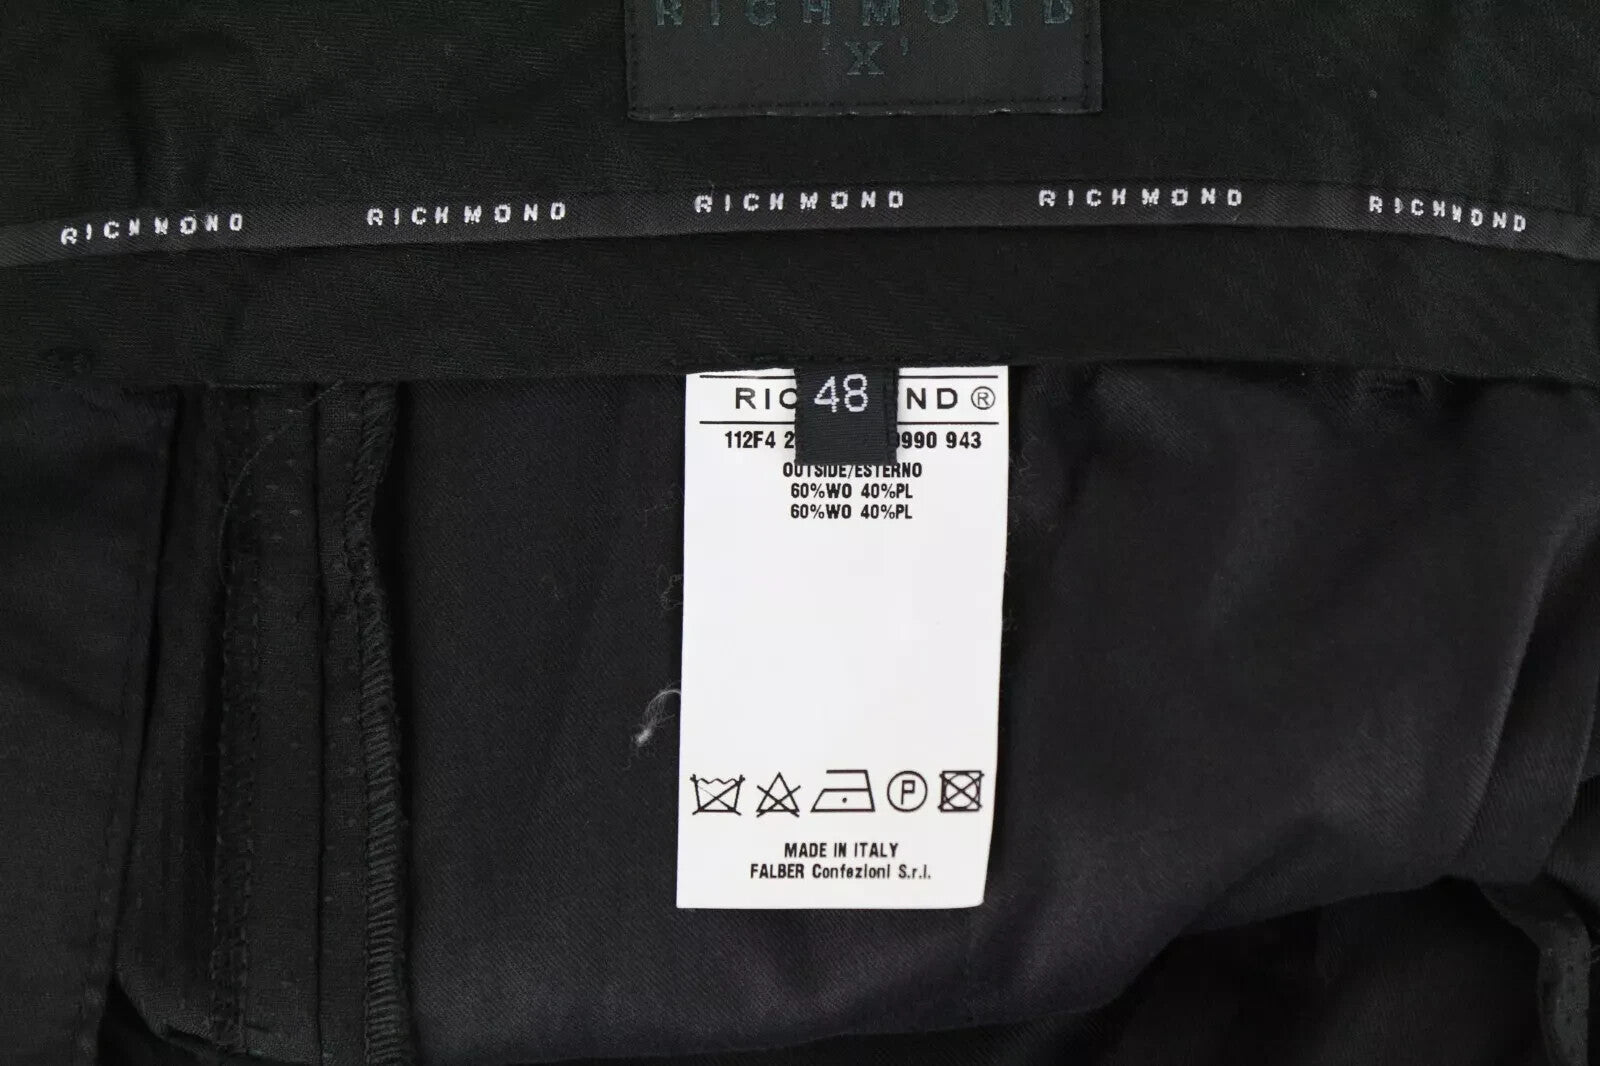 RICHMOND
'X'
RICHMOND RICHMOND RICHMOND RICHMOND RICHMOND
48
ND ®
112F4 943
OUTSIDE/ESTERNO
60%WO 40%PL
60%WO 40%PL
P
MADE IN ITALY
FALBER Confezioni S.r.l.